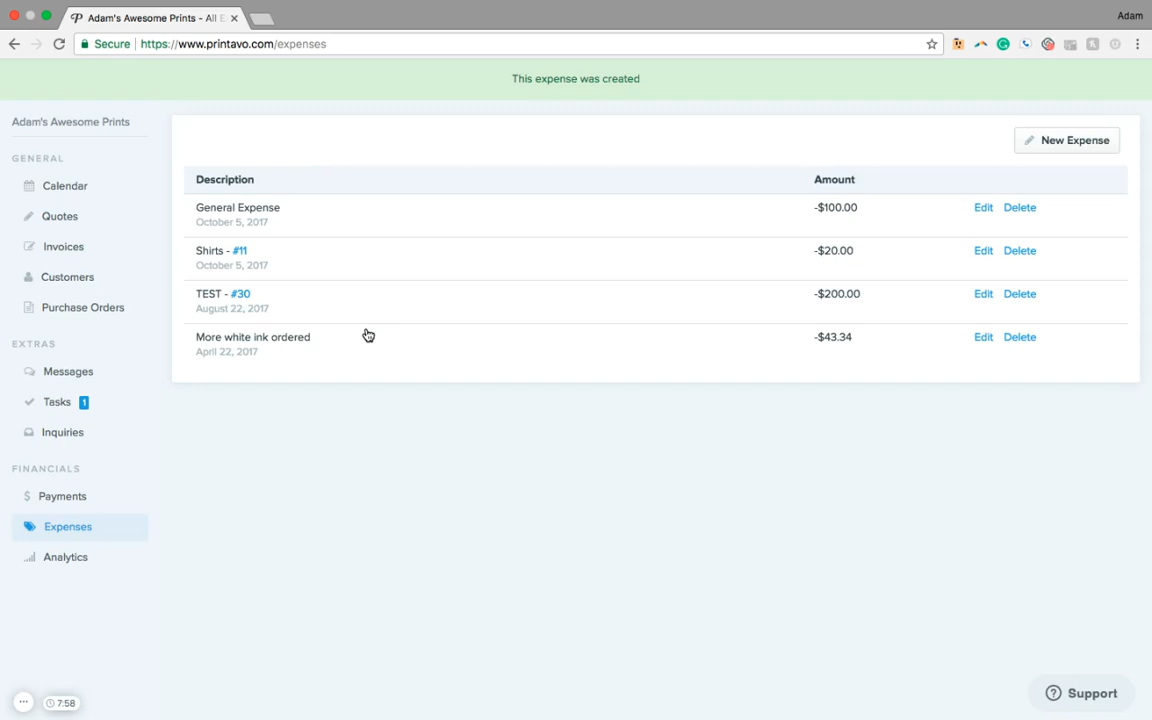 Adam's Awesome Prints - All E
Adam
Secure https://www.printavo.com/expenses
This expense was created
Adam's Awesome Prints
GENERAL
Calendar
Quotes
Invoices
Customers
Purchase Orders
EXTRAS
Messages
Tasks 1
Inquiries
FINANCIALS
$ Payments
Expenses
Analytics
New Expense
Description Amount
General Expense -$100.00 Edit Delete
October 5, 2017
Shirts - #11 -$20.00 Edit Delete
October 5, 2017
TEST - #30 -$200.00 Edit Delete
August 22, 2017
More white ink ordered -$43.34 Edit Delete
April 22, 2017
7:58
? Support